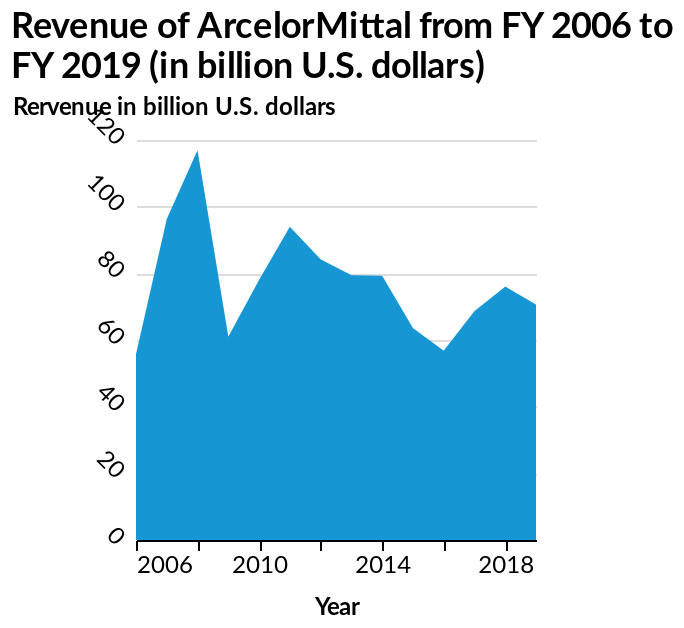 Revenue of ArcelorMittal from FY 2006 to
FY 2019 (in billion U.S. dollars)
Rervenue in billion U.S. dollars
120
100
80
60
40
20
0
2006 2010 2014 2018
Year